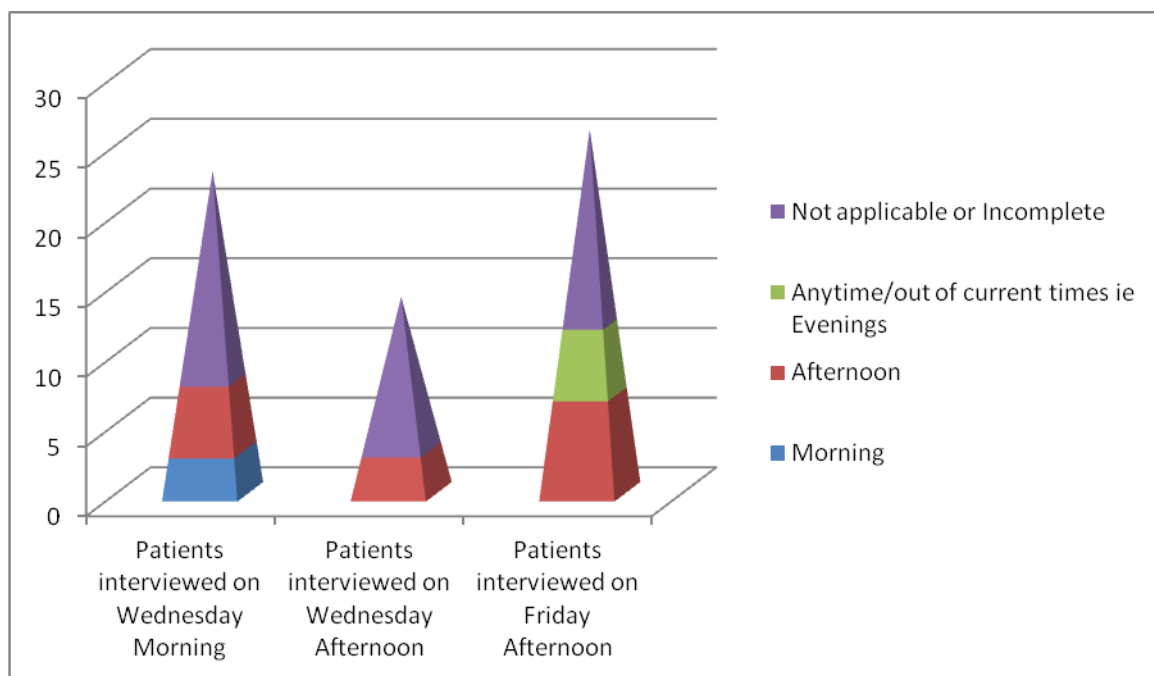 30
25
20
15
10
5
0
Patients
interviewed on
Wednesday
Morning
Patients
interviewed on
Wednesday
Afternoon
Patients
interviewed on
Friday
Afternoon
Not applicable or Incomplete
Anytime/out of current times ie
Evenings
Afternoon
Morning